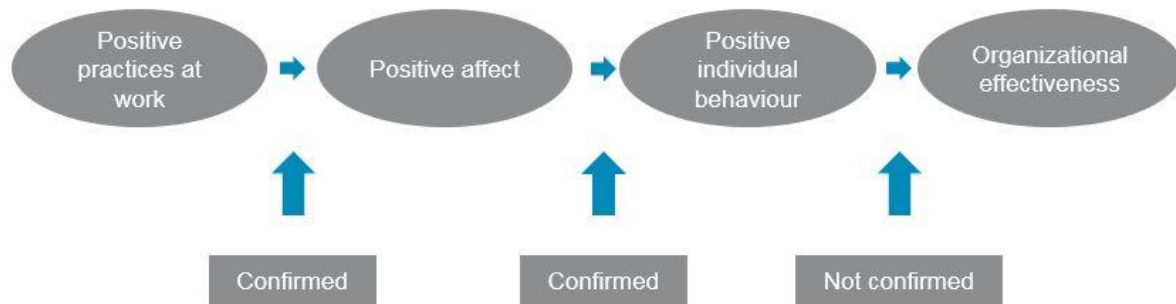 Positive
practices at
work
Positive affect
Positive
individual
behaviour
Organizational
effectiveness
Confirmed
Confirmed
Not confirmed